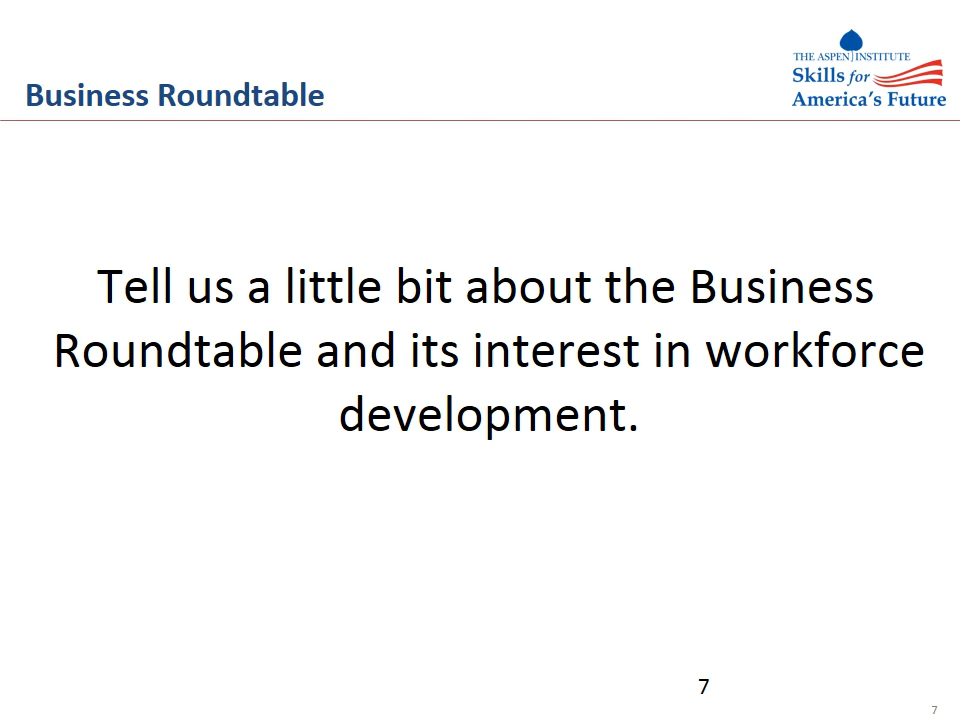 THE ASPEN INSTITUTE
Skills for
America's Future
Business Roundtable
Tell us a little bit about the Business
Roundtable and its interest in workforce
development.
7
7